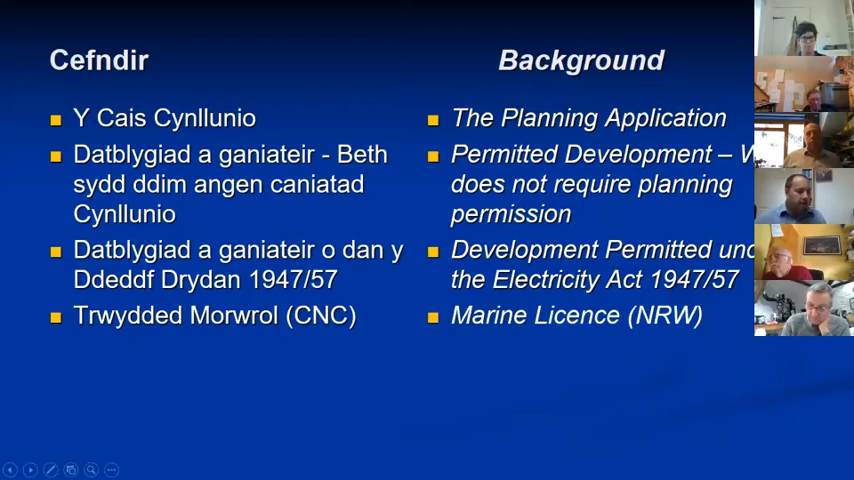 Cefndir
Y Cais Cynllunio
Datblygiad a ganiateir - Beth
sydd ddim angen caniatad
Cynllunio
Datblygiad a ganiateir o dan y
Ddeddf Drydan 1947/57
Trwydded Morwrol (CNC)
Background
The Planning Application
Permitted Development –
does not require planning
permission
Development Permitted
the Electricity Act 1947/57
Marine Licence (NRW)